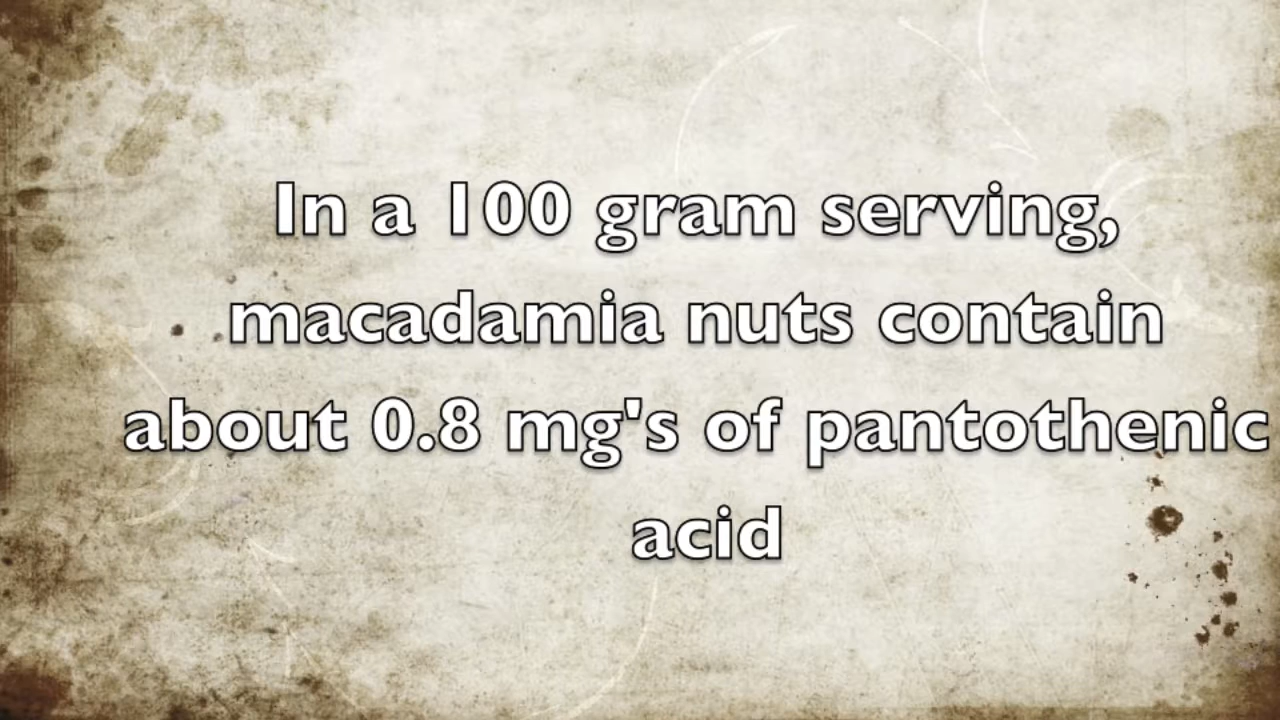 In a 100 gram serving,
macadamia nuts contain
about 0.8 mg's of pantothenic
acid